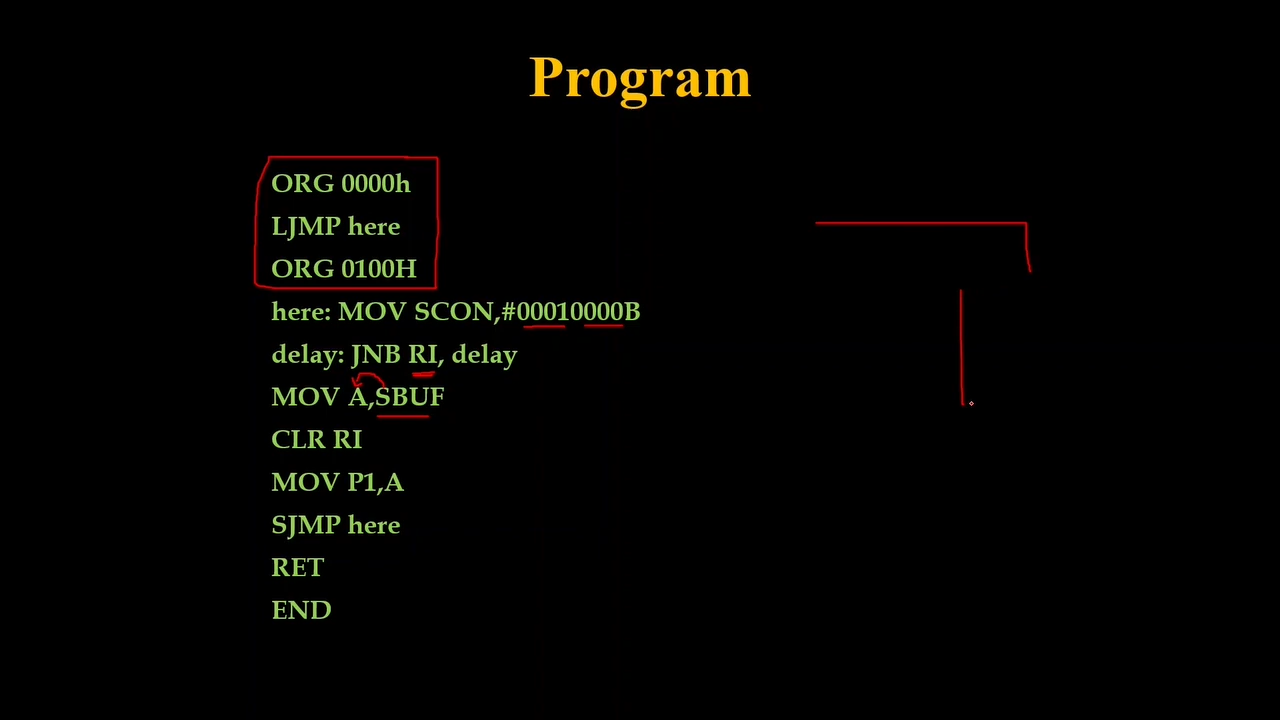 Program
ORG 0000h
LJMP here
ORG 0100H
here: MOV SCON,#00010000B
delay: JNB RI, delay
MOV A,SBUF
CLR RI
MOV P1,A
SJMP here
RET
END